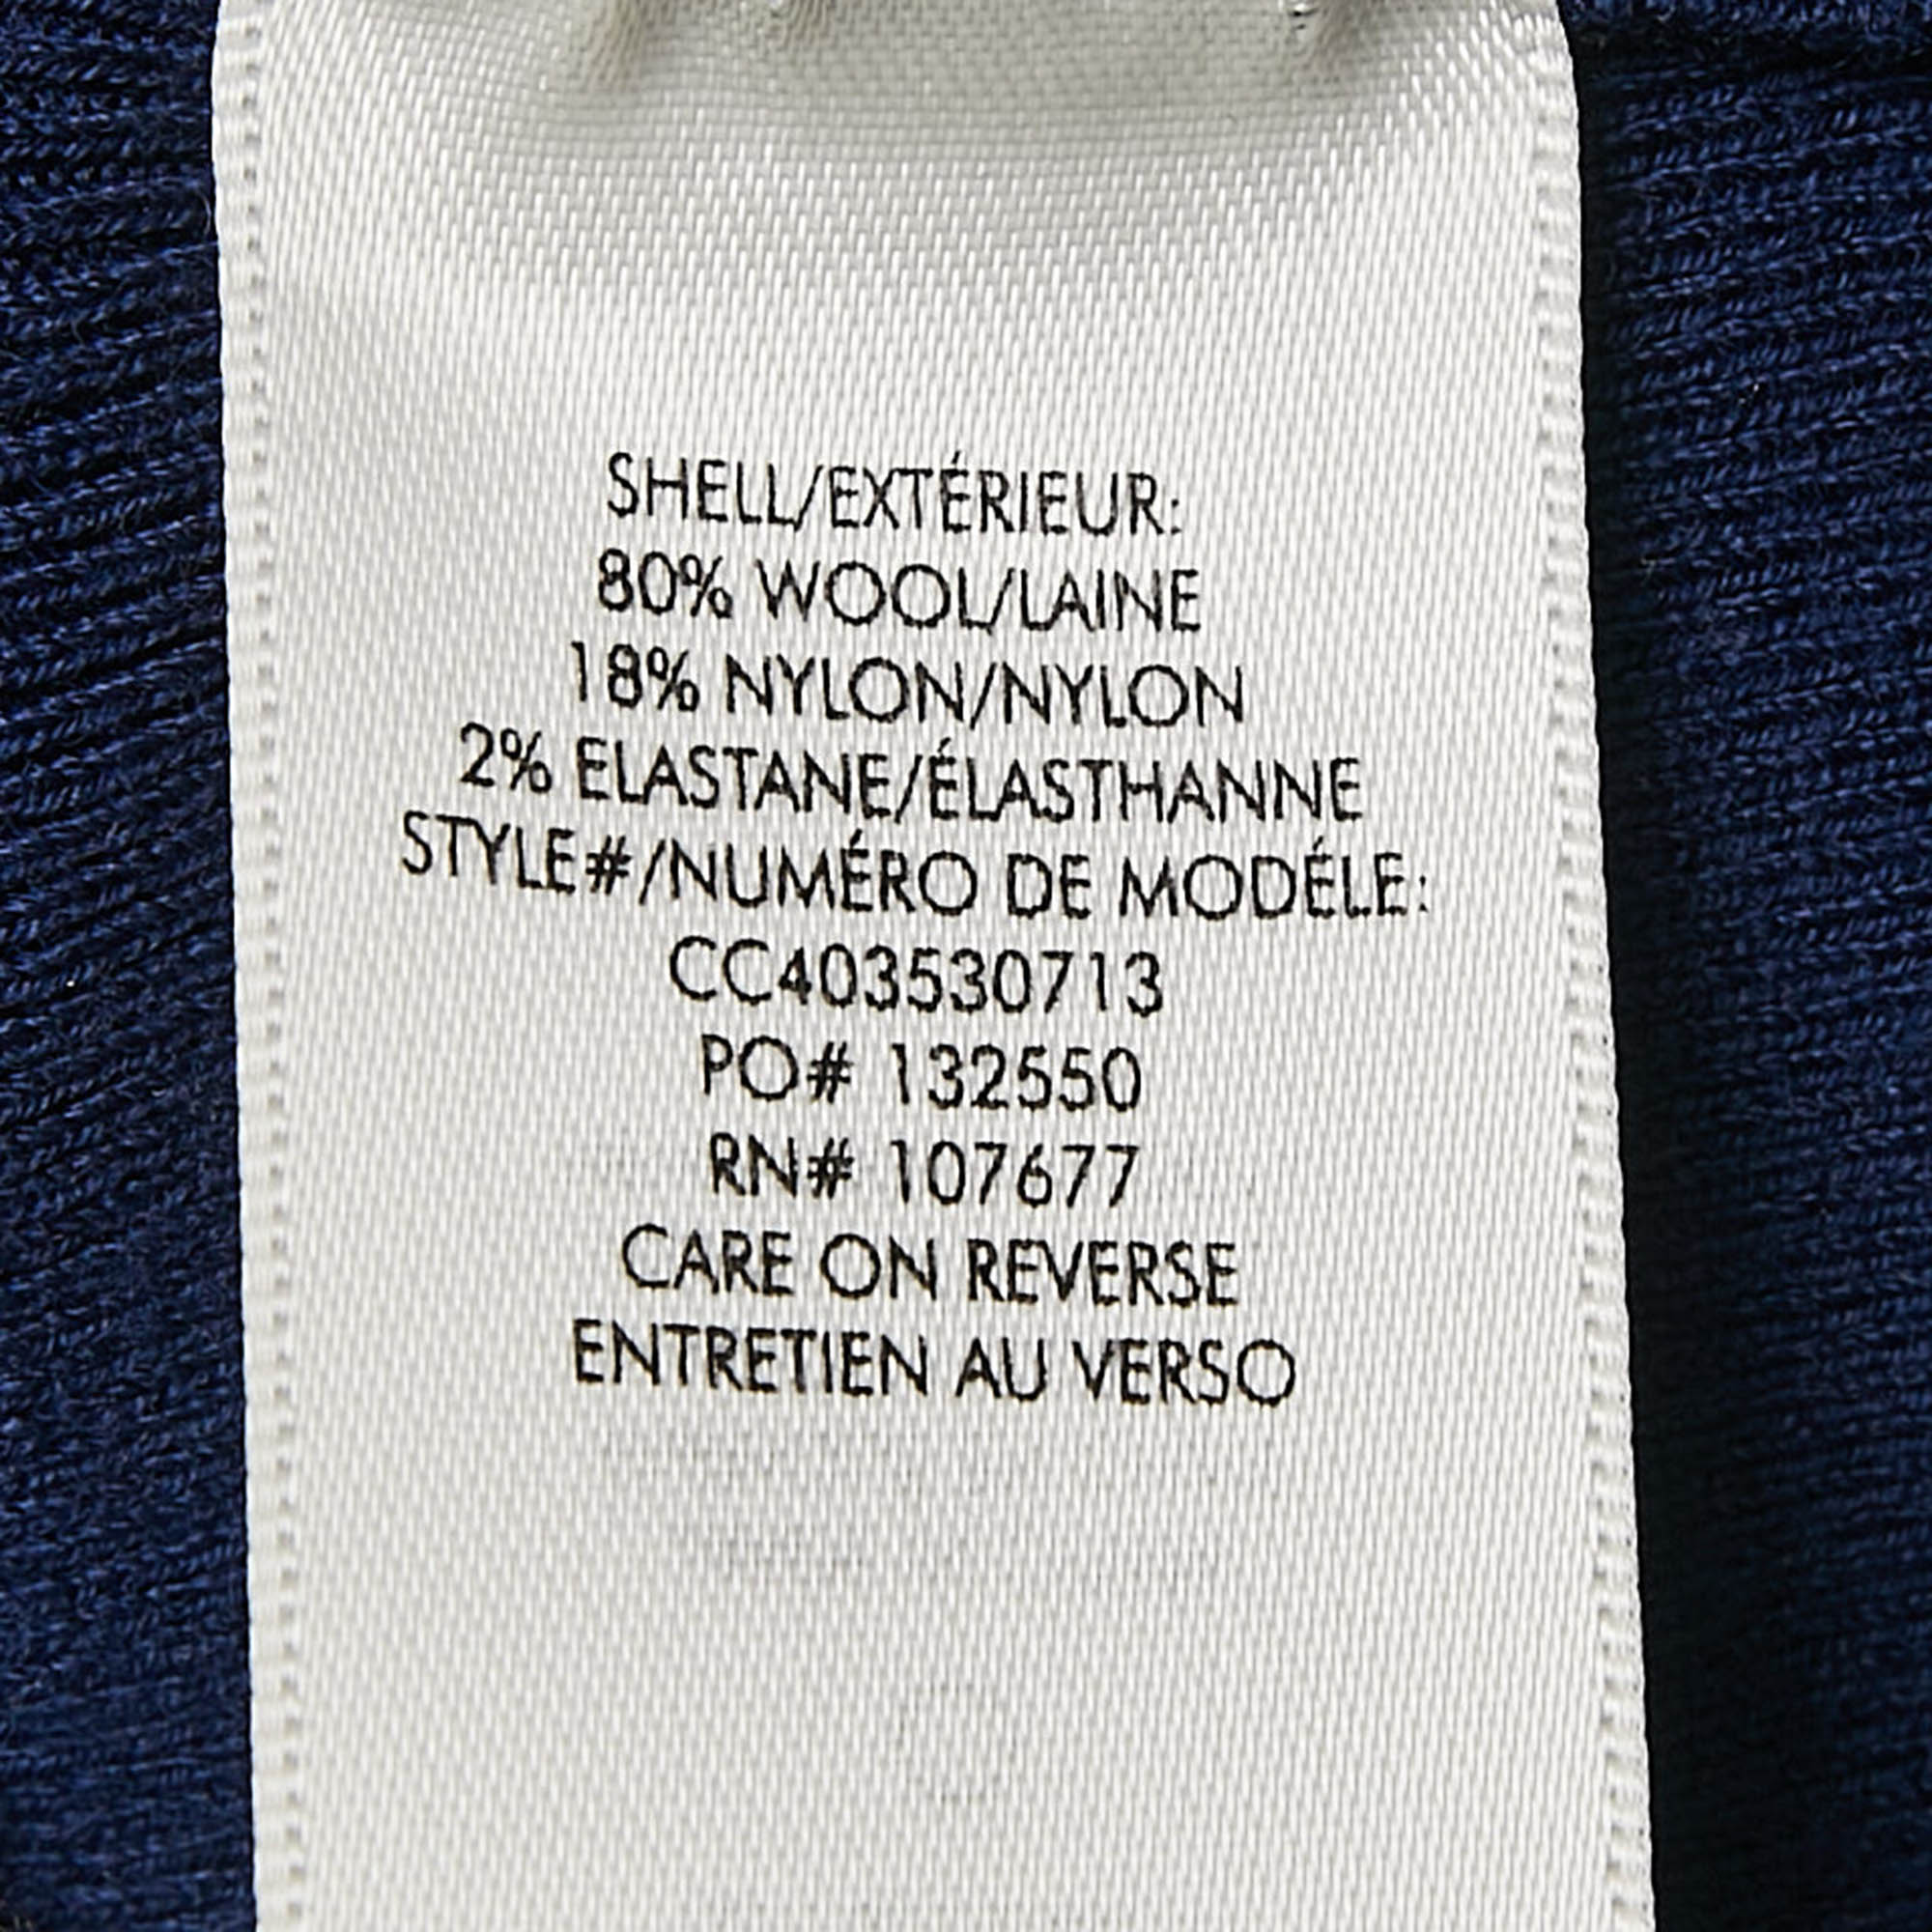 SHELL/EXTÉRIEUR:
80% WOOL/LAINE
18% NYLON/NYLON
2% ELASTANE/ÉLASTHANNE
STYLE#/NUMÉRO DE MODÉLE:
CC403530713
PO# 132550
RN# 107677
CARE ON REVERSE
ENTRETIEN AU VERSO